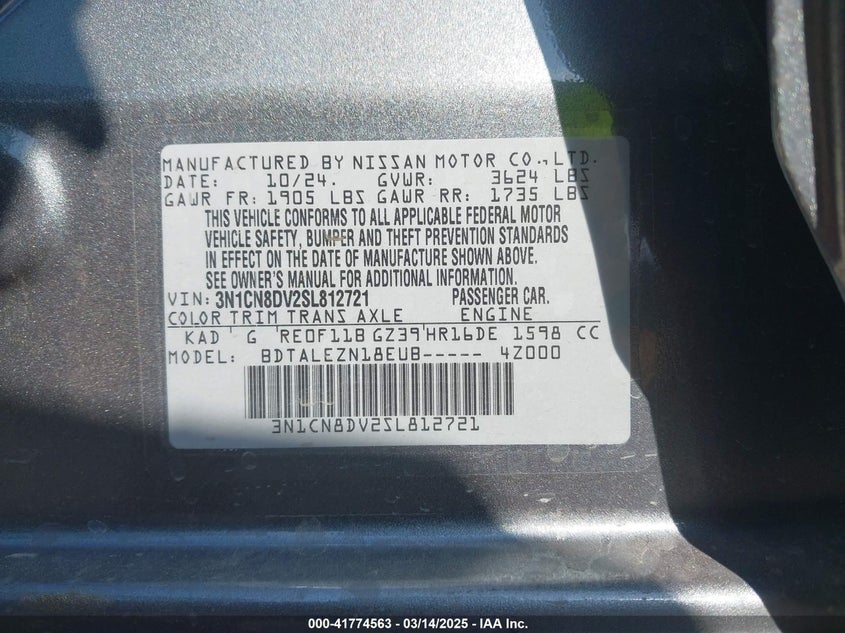 MANUFACTURED BY NISSAN MOTOR CO., LTD.
DATE: 10/24. GVWR: 3624 LBS
GAWR FR: 1905 LBS GAWR RR: 1735 LBS
THIS VEHICLE CONFORMS TO ALL APPLICABLE FEDERAL MOTOR
VEHICLE SAFETY, BUMPER AND THEFT PREVENTION STANDARDS
IN EFFECT ON THE DATE OF MANUFACTURE SHOWN ABOVE.
SEE OWNER'S MANUAL FOR ADDITIONAL INFORMATION.
VIN: 3N1CN8DV2SL812721 PASSENGER CAR.
COLOR TRIM TRANS AXLE ENGINE
KAD ' G 'RE0F11B GZ39'HR16DE 1598 CC
MODEL: BDTALEZN18EUB----- 4Z000
3N1CN8DV2SL812721
000-41774563 — 03/14/2025 — IAA Inc.